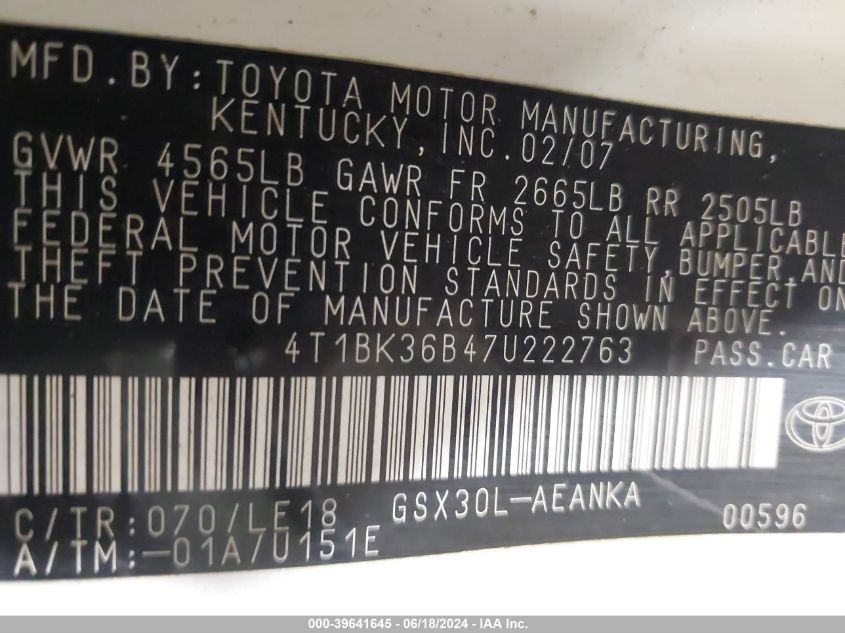 MFD.BY: TOYOTA MOTOR MANUFACTURING,
KENTUCKY, INC. 02/07
GVWR 4565LB GAWR FR 2665LB RR 2505LB
THIS VEHICLE CONFORMS TO ALL APPLICABLE
FEDERAL MOTOR VEHICLE SAFETY, BUMPER AND
THEFT PREVENTION STANDARDS IN EFFECT ON
THE DATE OF MANUFACTURE SHOWN ABOVE.
4T1BK36B47U222763 PASS.CAR
C/TR:070/LE18 GSX30L-AEANKA 00596
A/TM:-01A/U151E
000-39641645 - 06/18/2024 - IAA Inc.